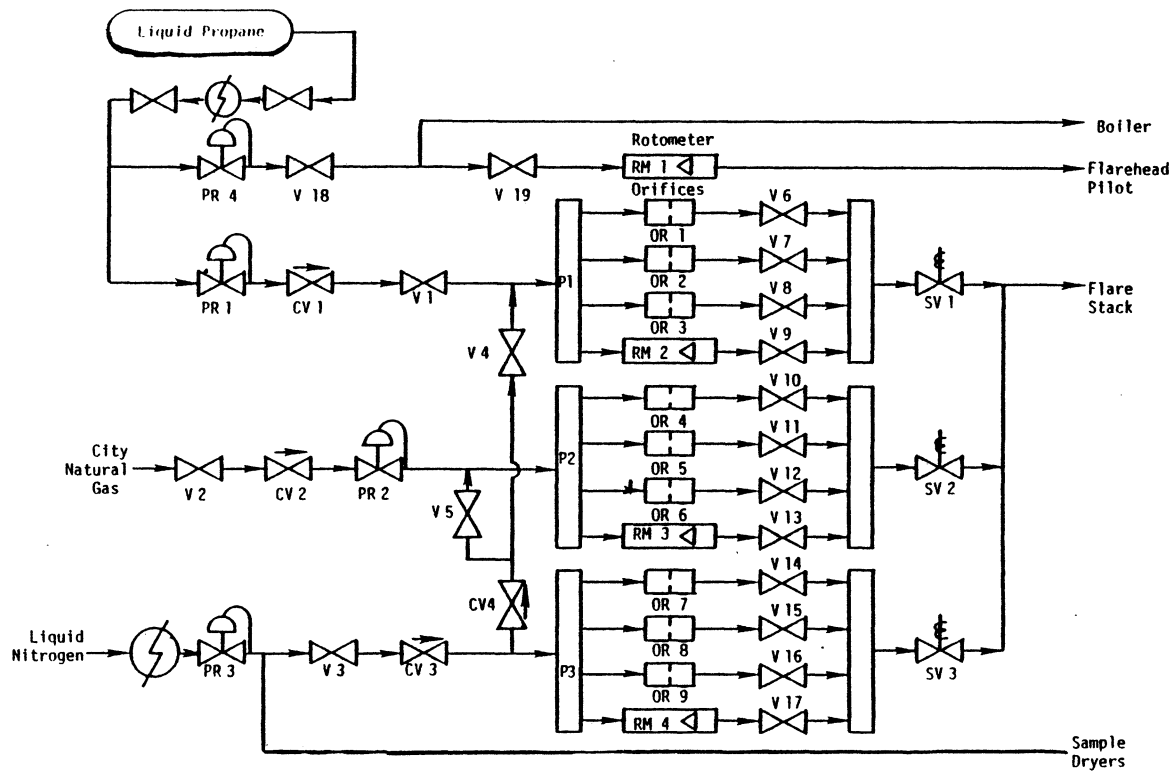 Liquid Propane
Boiler
Rotometer
RM 1
Flarehead
Pilot
PR 4
V 18
V 19
Orifices
V 6
OR 1
V 7
P1
OR 2
V 8
Flare
Stack
PR 1
CV 1
V 1
SV 1
OR 3
V 9
V 4
RM 2
V 10
OR 4
V 11
City
Natural
Gas
P2
V 2
CV 2
PR 2
OR 5
V 12
SV 2
V 5
OR 6
V 13
RM 3
V 14
CV4
OR 7
V 15
Liquid
Nitrogen
OR 8
V 16
PR 3
V 3
CV 3
P3
SV 3
OR 9
V 17
RM 4
Sample
Dryers